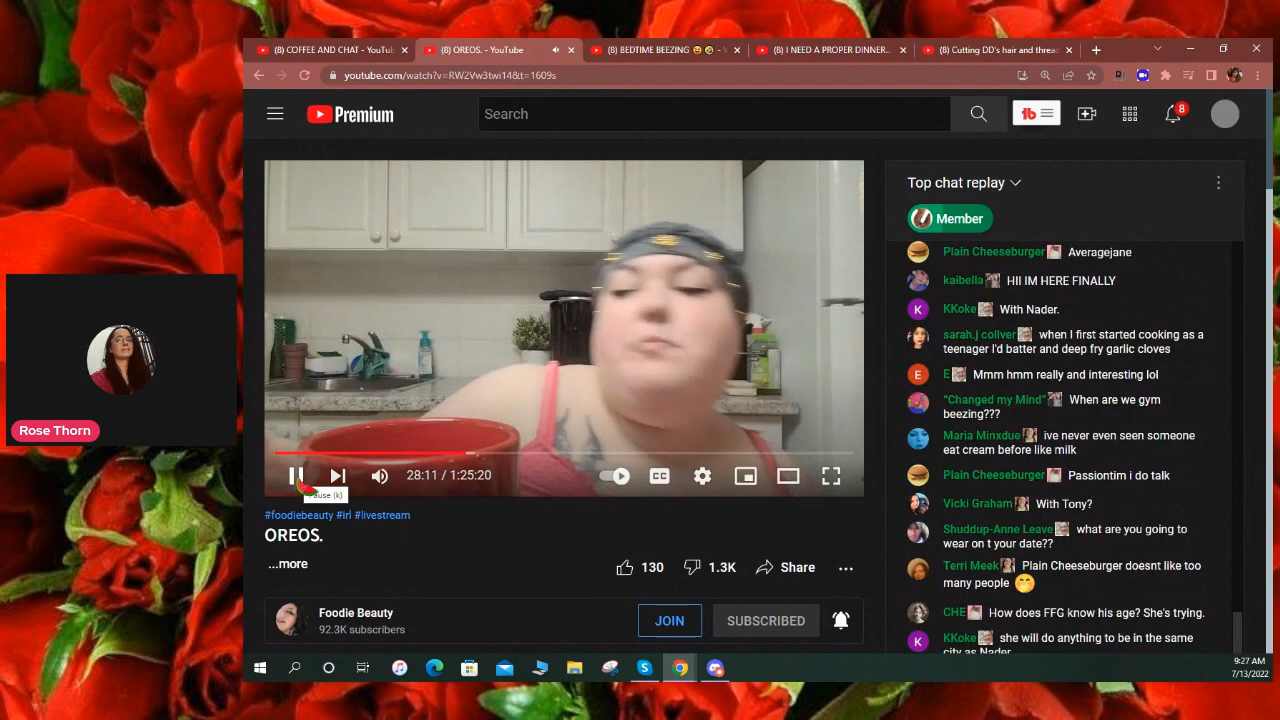 (8) COFFEE AND CHAT - YouTub
(8) OREOS. - YouTube
(8) BEDTIME BEEZING 😆 🤪 - Y
(8) I NEED A PROPER DINNER...
(8) Cutting DD's hair and threa
youtube.com/watch?v=RW2Vw3twi14&t=1609s
Premium
Search
tb
8
Top chat replay
Member
Plain Cheeseburger Averagejane
kaibella HII IM HERE FINALLY
K KKoke With Nader.
sarah.j collver when I first started cooking as a
teenager I'd batter and deep fry garlic cloves
E E Mmm hmm really and interesting lol
"Changed my Mind" When are we gym
beezing???
Maria Minxdue ive never even seen someone
eat cream before like milk
Plain Cheeseburger Passiontim i do talk
Vicki Graham With Tony?
Shuddup-Anne Leave what are you going to
wear on t your date??
Terri Meek Plain Cheeseburger doesnt like too
many people 🤭
CHE How does FFG know his age? She's trying.
K KKoke she will do anything to be in the same
city as Nader
28:11 / 1:25:20
CC
Pause (k)
#foodiebeauty #irl #livestream
OREOS.
...more
130
1.3K
Share
Foodie Beauty
92.3K subscribers
JOIN
SUBSCRIBED
Rose Thorn
9:27 AM
7/13/2022